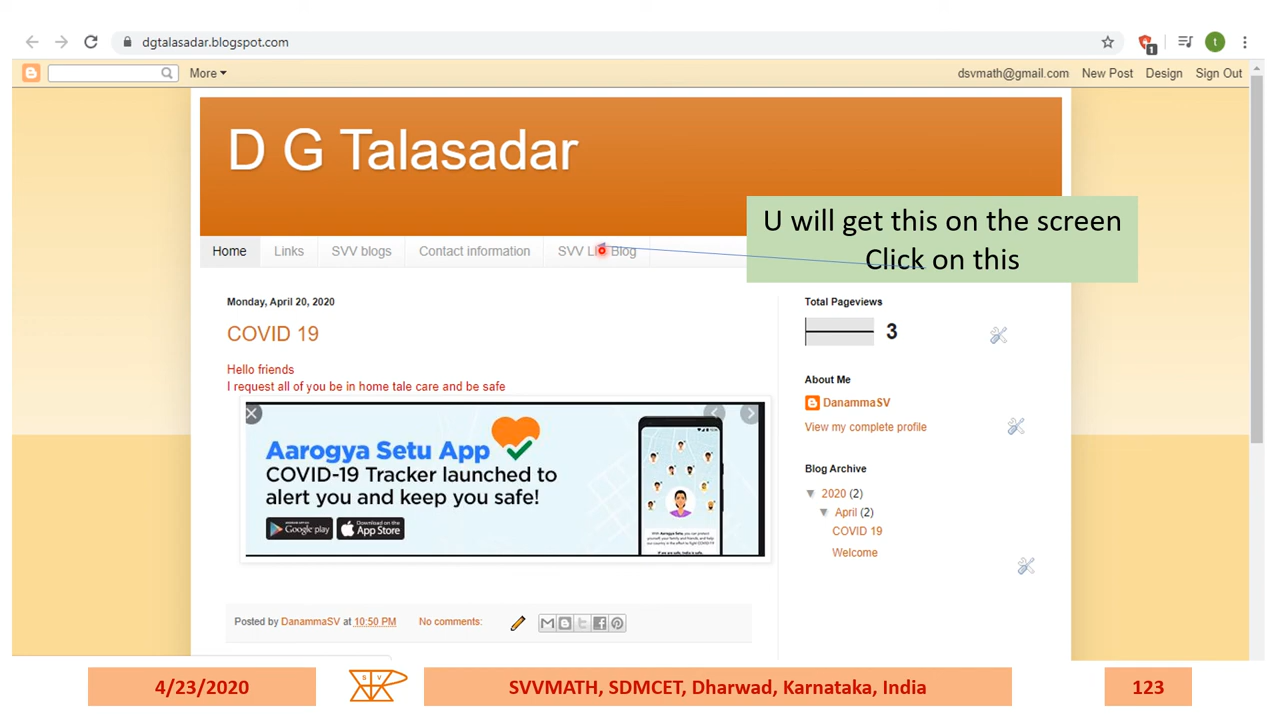 dgtalasadar.blogspot.com
1
t
More
dsvmath@gmail.com New Post Design Sign Out
D G Talasadar
U will get this on the screen
Click on this
Home Links SVV blogs Contact information SVV Blog
Monday, April 20, 2020
COVID 19
Hello friends
I request all of you be in home tale care and be safe
Aarogya Setu App
COVID-19 Tracker launched to
alert you and keep you safe!
Google play
Download on the
App Store
Posted by DanammaSV at 10:50 PM No comments:
Total Pageviews
3
About Me
DanammaSV
View my complete profile
Blog Archive
▼ 2020 (2)
▼ April (2)
COVID 19
Welcome
4/23/2020
S V
SVVMATH, SDMCET, Dharwad, Karnataka, India
123